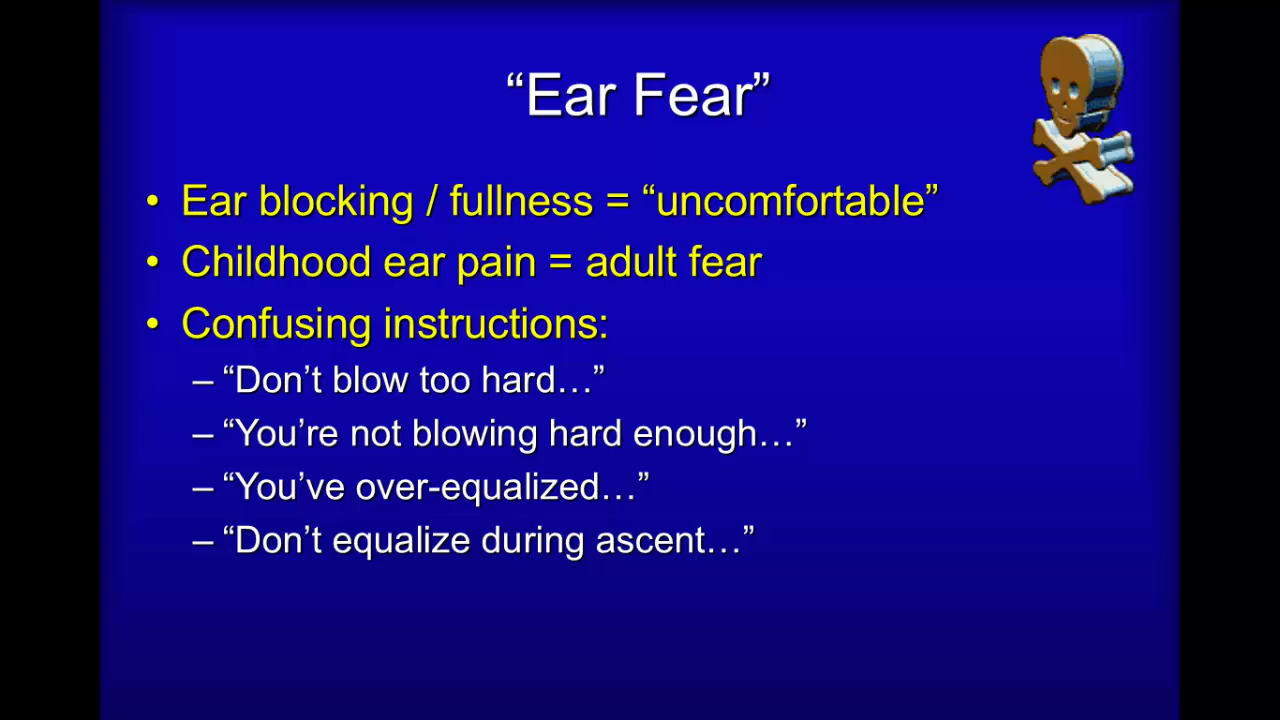 “Ear Fear”
• Ear blocking / fullness = “uncomfortable”
• Childhood ear pain = adult fear
• Confusing instructions:
– “Don’t blow too hard…”
– “You’re not blowing hard enough…”
– “You’ve over-equalized…”
– “Don’t equalize during ascent…”